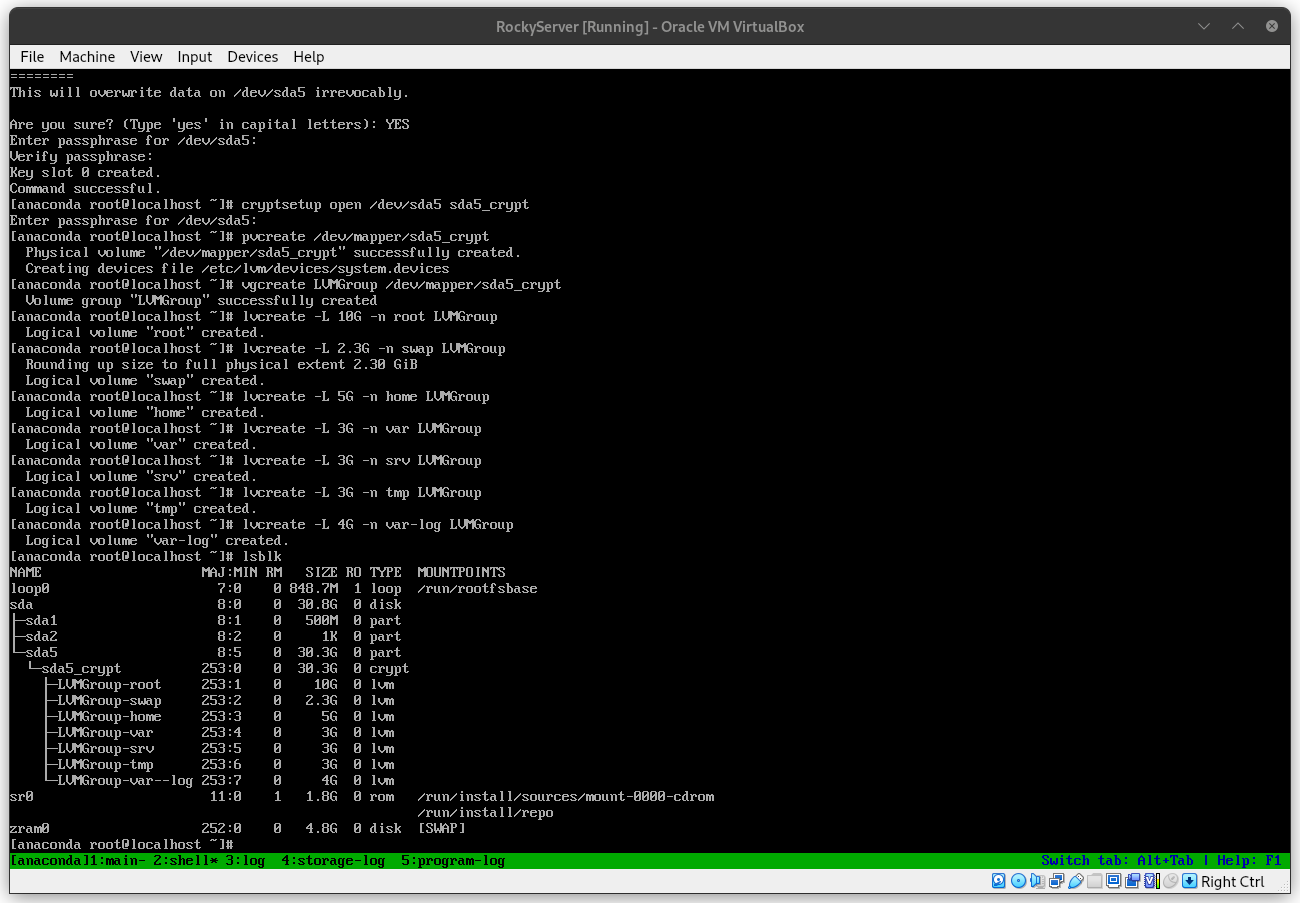 RockyServer [Running] - Oracle VM VirtualBox
File Machine View Input Devices Help
========
This will overwrite data on /dev/sda5 irrevocably.

Are you sure? (Type 'yes' in capital letters): YES
Enter passphrase for /dev/sda5:
Verify passphrase:
Key slot 0 created.
Command successful.
[anaconda root@localhost ~]# cryptsetup open /dev/sda5 sda5_crypt
Enter passphrase for /dev/sda5:
[anaconda root@localhost ~]# pvcreate /dev/mapper/sda5_crypt
  Physical volume "/dev/mapper/sda5_crypt" successfully created.
  Creating devices file /etc/lvm/devices/system.devices
[anaconda root@localhost ~]# vgcreate LVMGroup /dev/mapper/sda5_crypt
  Volume group "LVMGroup" successfully created
[anaconda root@localhost ~]# lvcreate -L 10G -n root LVMGroup
  Logical volume "root" created.
[anaconda root@localhost ~]# lvcreate -L 2.3G -n swap LVMGroup
  Rounding up size to full physical extent 2.30 GiB
  Logical volume "swap" created.
[anaconda root@localhost ~]# lvcreate -L 5G -n home LVMGroup
  Logical volume "home" created.
[anaconda root@localhost ~]# lvcreate -L 3G -n var LVMGroup
  Logical volume "var" created.
[anaconda root@localhost ~]# lvcreate -L 3G -n srv LVMGroup
  Logical volume "srv" created.
[anaconda root@localhost ~]# lvcreate -L 3G -n tmp LVMGroup
  Logical volume "tmp" created.
[anaconda root@localhost ~]# lvcreate -L 4G -n var-log LVMGroup
  Logical volume "var-log" created.
[anaconda root@localhost ~]# lsblk
NAME                    MAJ:MIN RM   SIZE RO TYPE  MOUNTPOINTS
loop0                     7:0    0 848.7M  1 loop  /run/rootfsbase
sda                       8:0    0  30.8G  0 disk
├─sda1                    8:1    0   500M  0 part
├─sda2                    8:2    0     1K  0 part
└─sda5                    8:5    0  30.3G  0 part
  └─sda5_crypt          253:0    0  30.3G  0 crypt
    ├─LVMGroup-root     253:1    0    10G  0 lvm
    ├─LVMGroup-swap     253:2    0   2.3G  0 lvm
    ├─LVMGroup-home     253:3    0     5G  0 lvm
    ├─LVMGroup-var      253:4    0     3G  0 lvm
    ├─LVMGroup-srv      253:5    0     3G  0 lvm
    ├─LVMGroup-tmp      253:6    0     3G  0 lvm
    └─LVMGroup-var--log 253:7    0     4G  0 lvm
sr0                      11:0    1   1.8G  0 rom   /run/install/sources/mount-0000-cdrom
                                                   /run/install/repo
zram0                   252:0    0   4.8G  0 disk  [SWAP]
[anaconda root@localhost ~]#
[anaconda]1:main- 2:shell* 3:log  4:storage-log  5:program-log Switch tab: Alt+Tab | Help: F1
Right Ctrl